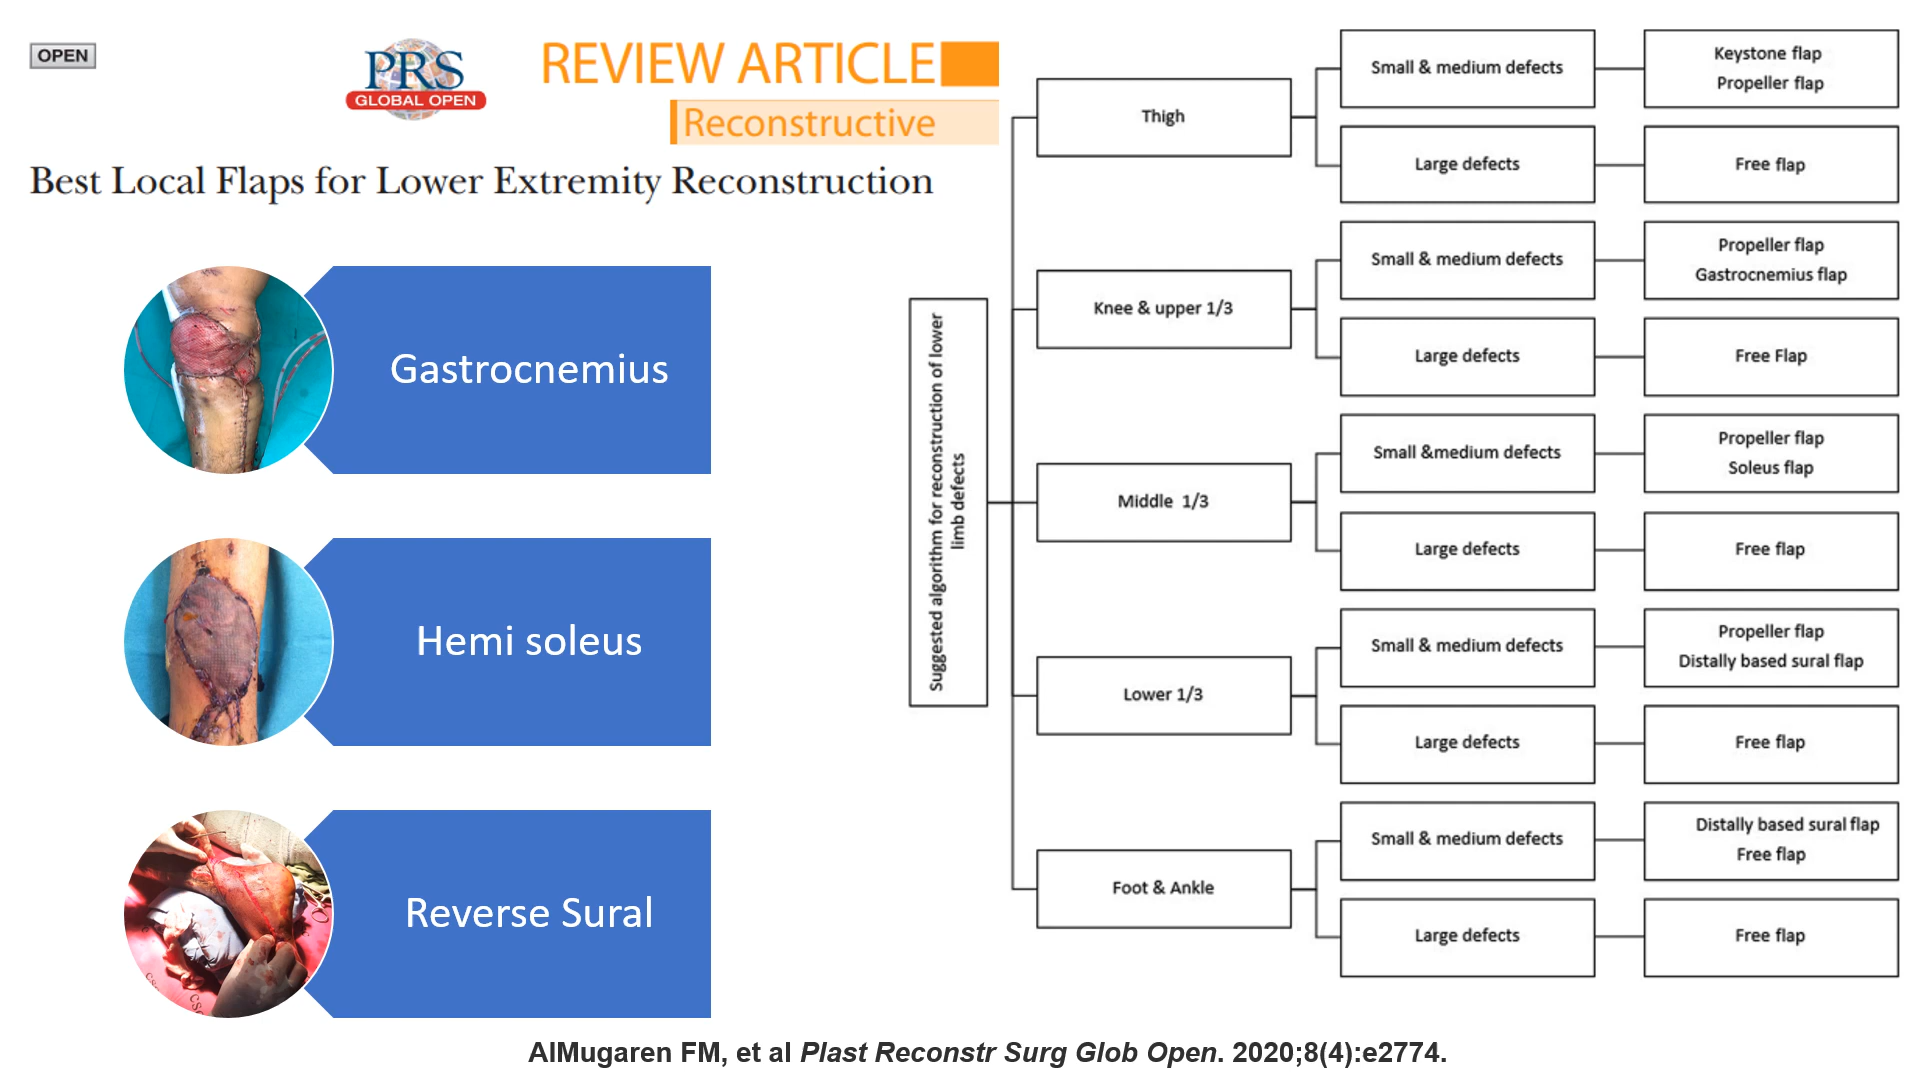 OPEN
PRS
GLOBAL OPEN
REVIEW ARTICLE
Reconstructive
Best Local Flaps for Lower Extremity Reconstruction
Gastrocnemius
Hemi soleus
Reverse Sural
Suggested algorithm for reconstruction of lower
limb defects
Thigh
Small & medium defects
Keystone flap
Propeller flap
Large defects
Free flap
Knee & upper 1/3
Small & medium defects
Propeller flap
Gastrocnemius flap
Large defects
Free Flap
Middle 1/3
Small &medium defects
Propeller flap
Soleus flap
Large defects
Free flap
Lower 1/3
Small & medium defects
Propeller flap
Distally based sural flap
Large defects
Free flap
Foot & Ankle
Small & medium defects
Distally based sural flap
Free flap
Large defects
Free flap
AlMugaren FM, et al Plast Reconstr Surg Glob Open. 2020;8(4):e2774.